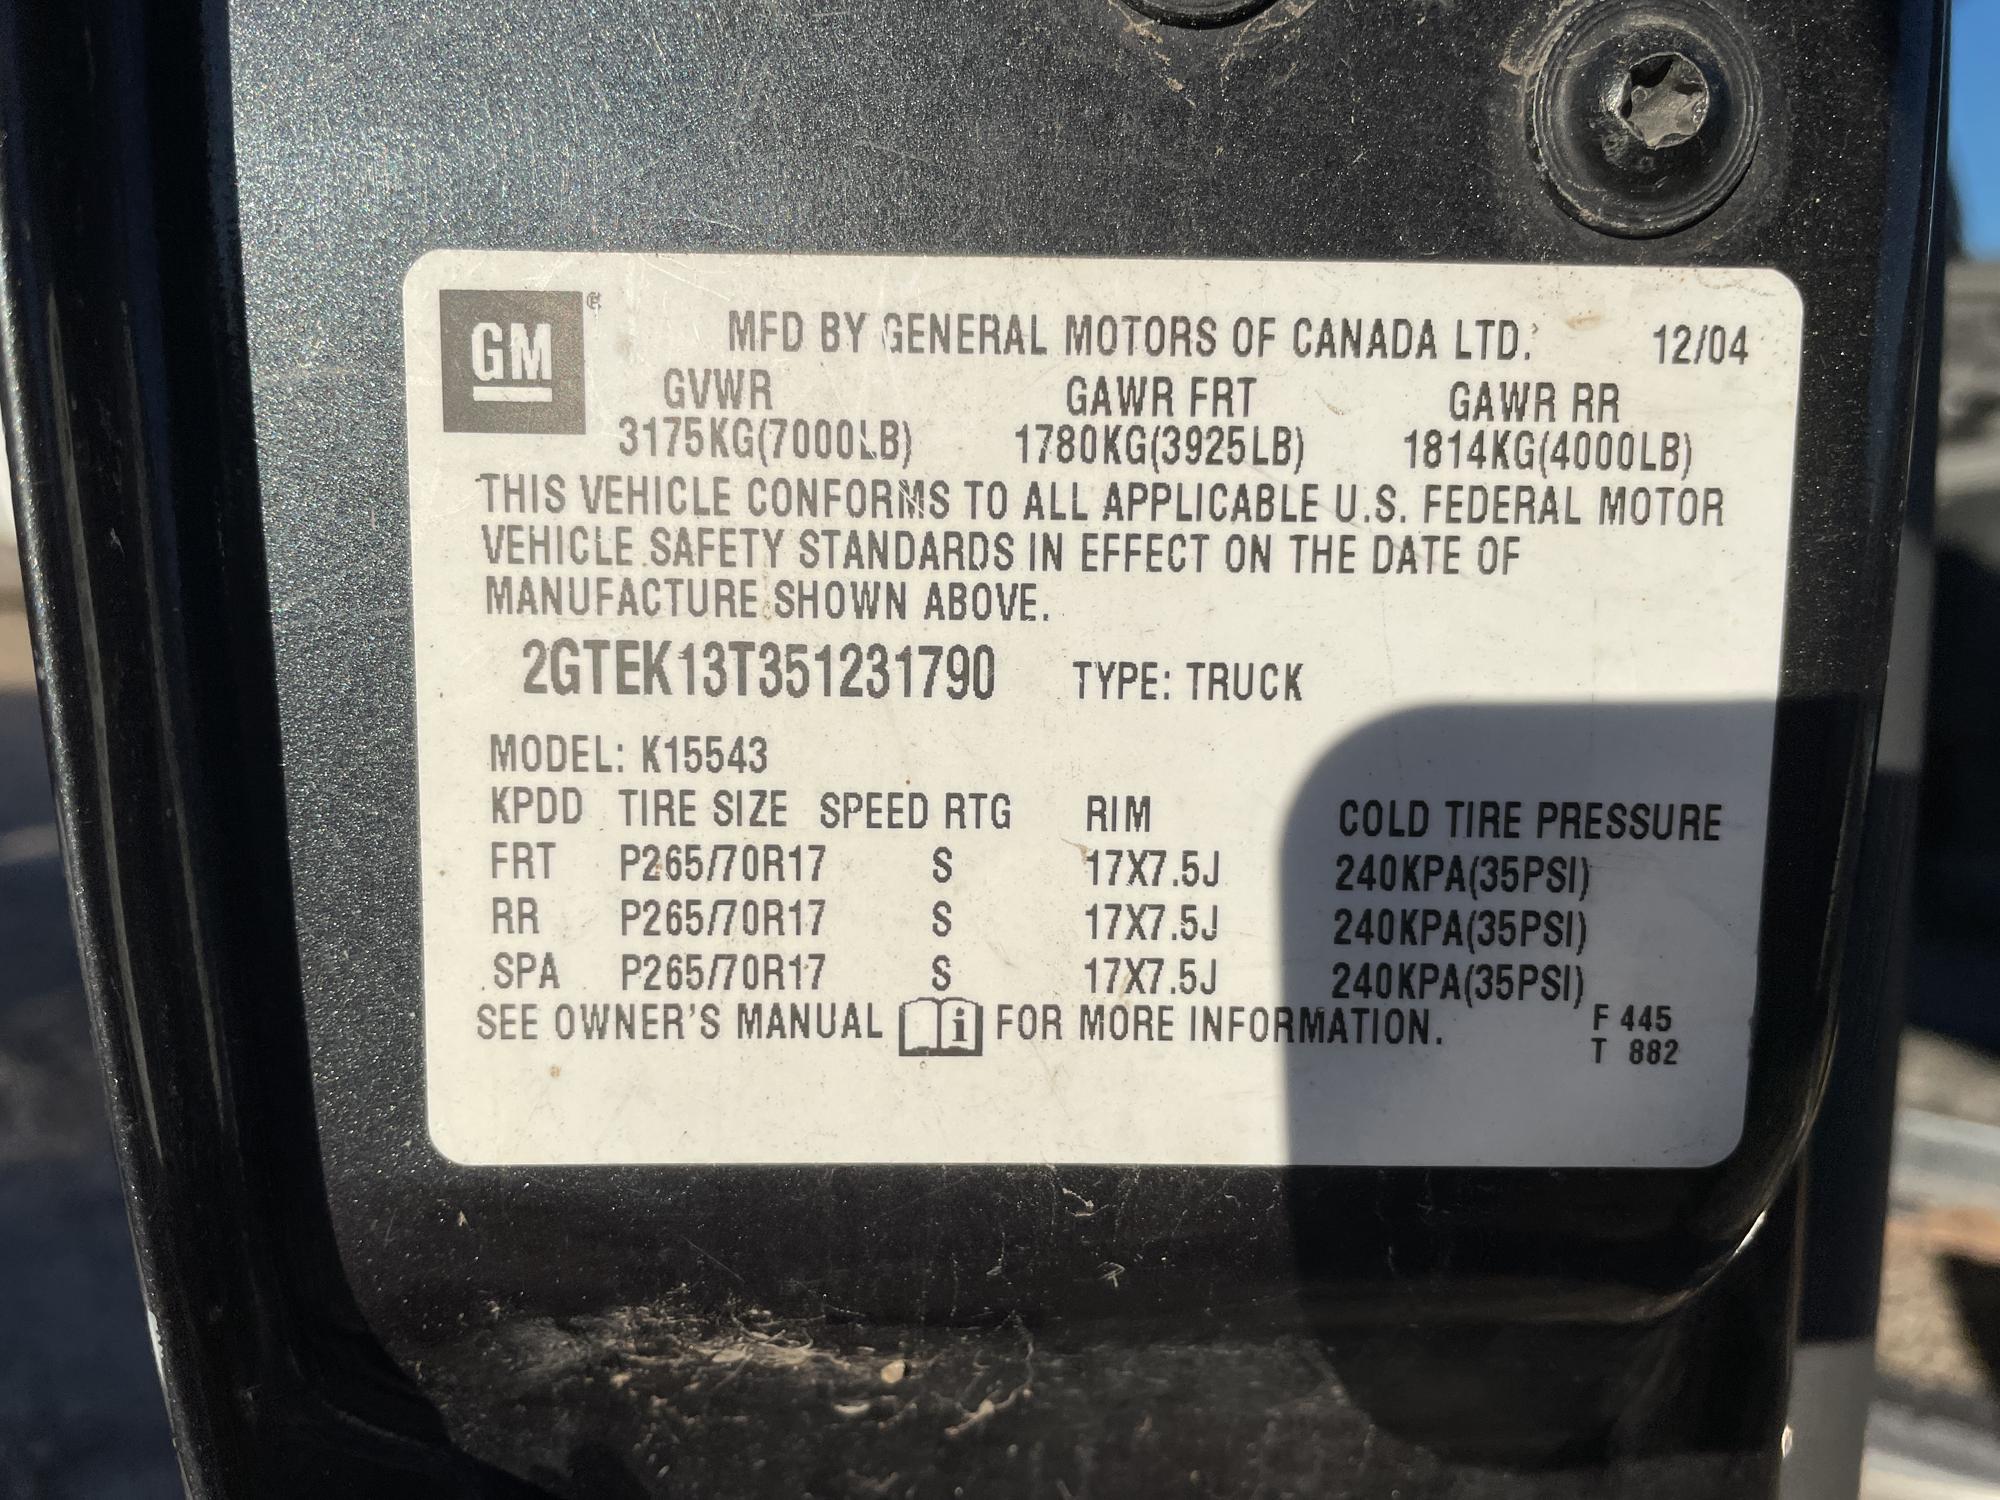 GM ®
MFD BY GENERAL MOTORS OF CANADA LTD. 12/04
GVWR GAWR FRT GAWR RR
3175KG(7000LB) 1780KG(3925LB) 1814KG(4000LB)
THIS VEHICLE CONFORMS TO ALL APPLICABLE U.S. FEDERAL MOTOR
VEHICLE SAFETY STANDARDS IN EFFECT ON THE DATE OF
MANUFACTURE SHOWN ABOVE.
2GTEK13T351231790 TYPE: TRUCK
MODEL: K15543
KPDD TIRE SIZE SPEED RTG RIM COLD TIRE PRESSURE
FRT P265/70R17 S 17X7.5J 240KPA(35PSI)
RR P265/70R17 S 17X7.5J 240KPA(35PSI)
SPA P265/70R17 S 17X7.5J 240KPA(35PSI)
SEE OWNER'S MANUAL i FOR MORE INFORMATION.
F 445
T 882